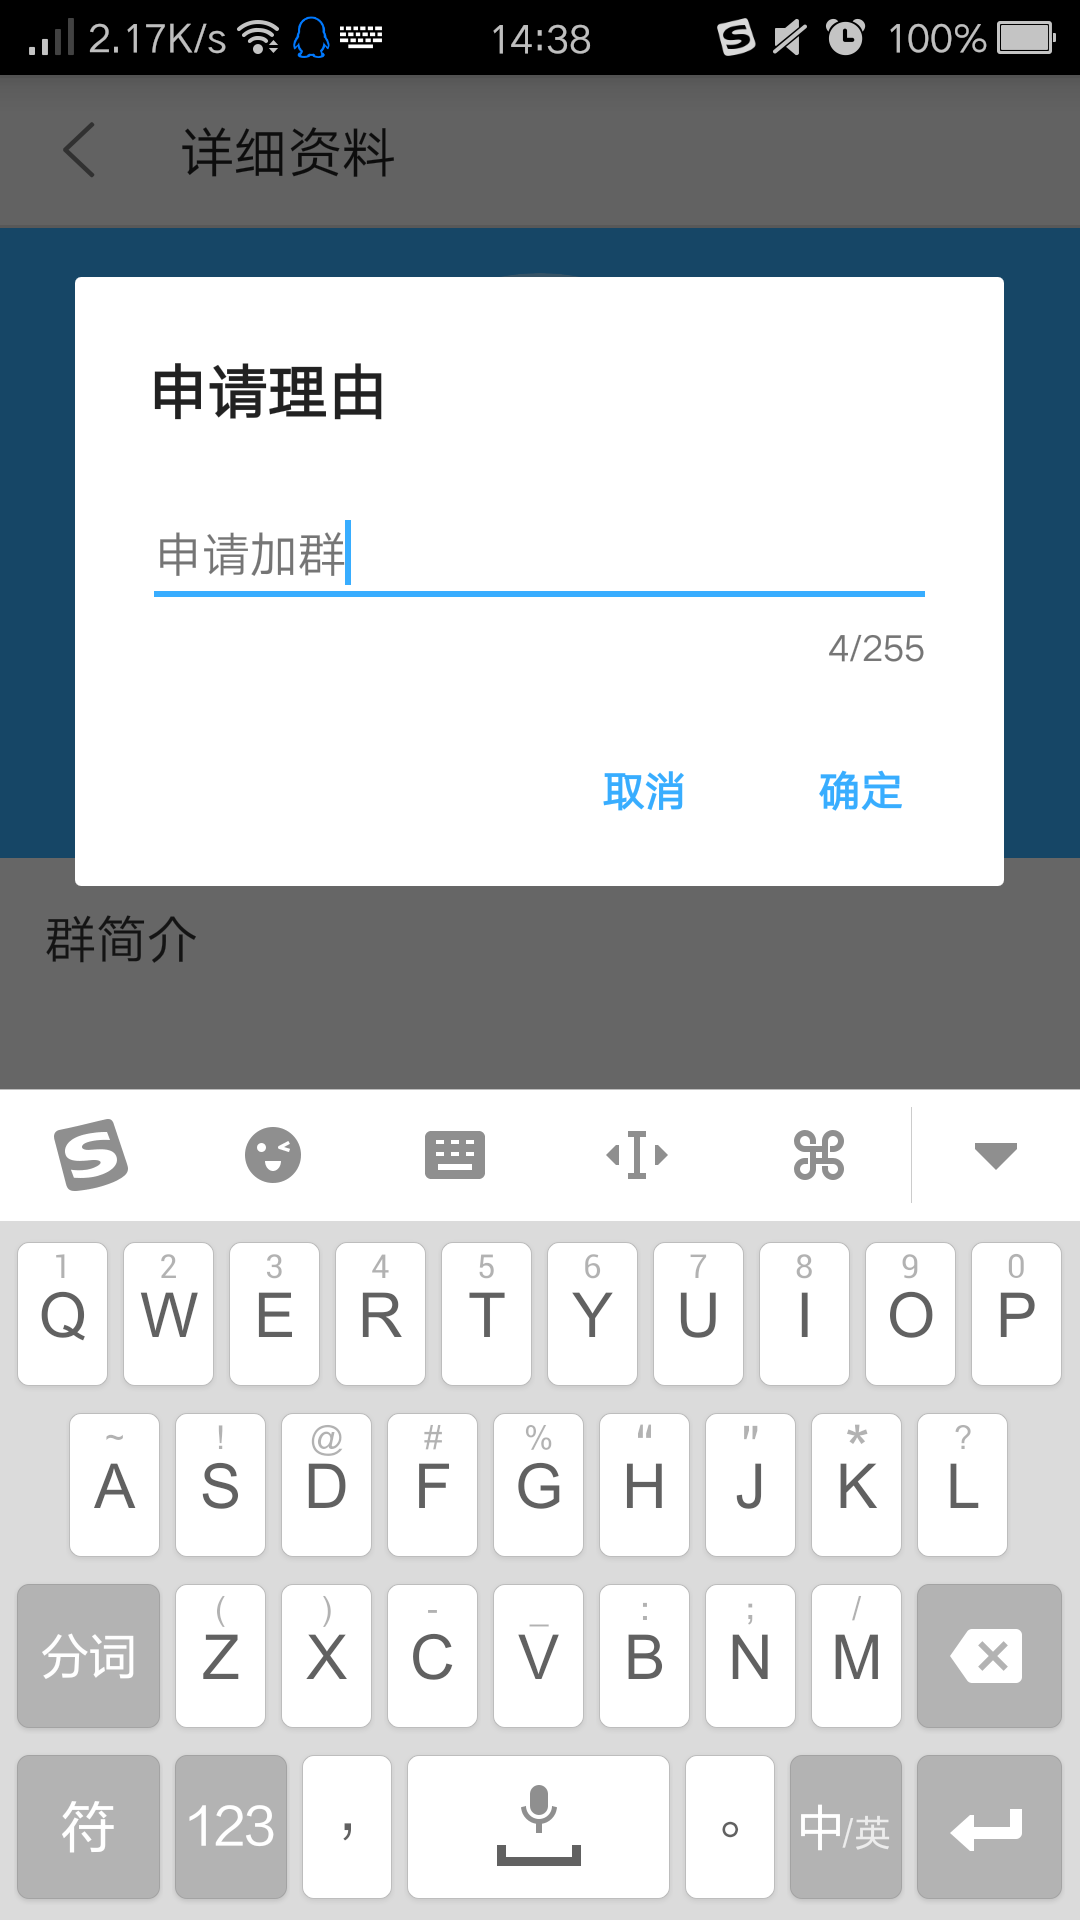 2.17K/s 14:38 100%
详细资料
申请理由
申请加群
4/255
取消 确定
群简介
1 2 3 4 5 6 7 8 9 0
Q W E R T Y U I O P
~ ! @ # % “ " * ?
A S D F G H J K L
( ) - _ : ; /
分词 Z X C V B N M
符 123 , 。 中/英